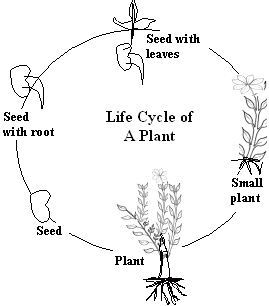 Seed with
leaves
Life Cycle of
A Plant
Seed
with root
Small
plant
Seed
Plant